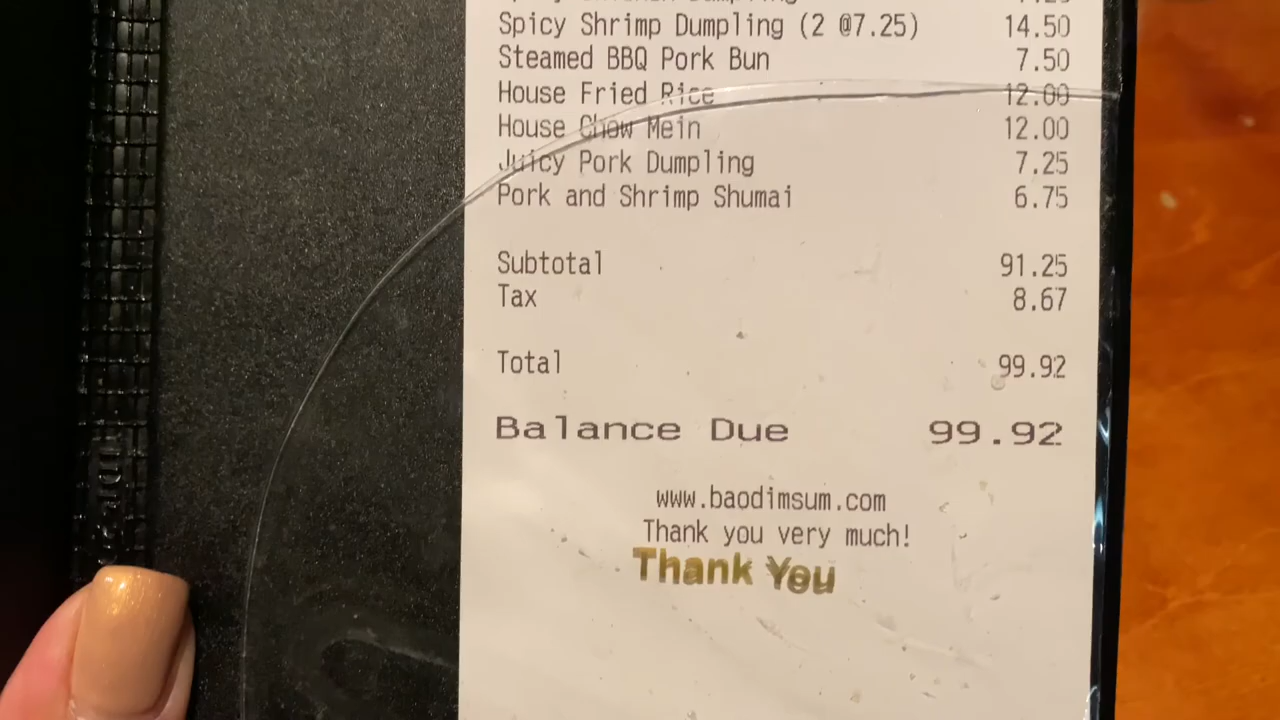 Spicy Shrimp Dumpling (2 @7.25) 14.50
Steamed BBQ Pork Bun 7.50
House Fried Rice 12.00
House Chow Mein 12.00
Juicy Pork Dumpling 7.25
Pork and Shrimp Shumai 6.75
Subtotal 91.25
Tax 8.67
Total 99.92
Balance Due 99.92
www.baodimsum.com
Thank you very much!
Thank You